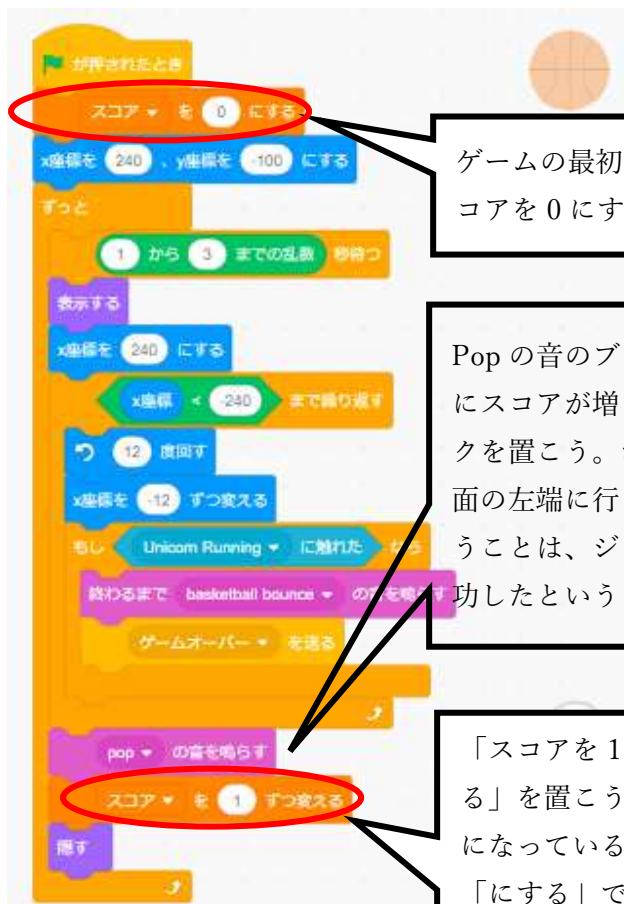 が押されたとき
スコア を 0 にする
x座標を 240 、y座標を -100 にする
ずっと
1 から 3 までの乱数 秒待つ
表示する
x座標を 240 にする
x座標 < -240 まで繰り返す
12 度回す
x座標を -12 ずつ変える
もし Unicorn Running に触れた なら
終わるまで basketball bounce の音を鳴らす
ゲームオーバー を送る
pop の音を鳴らす
スコア を 1 ずつ変える
隠す
ゲームの最初
コアを 0 にす
Pop の音のブ
にスコアが増
クを置こう。
面の左端に行
うことは、ジ
功したという
「スコアを 1
る」を置こう
になっている
「にする」で